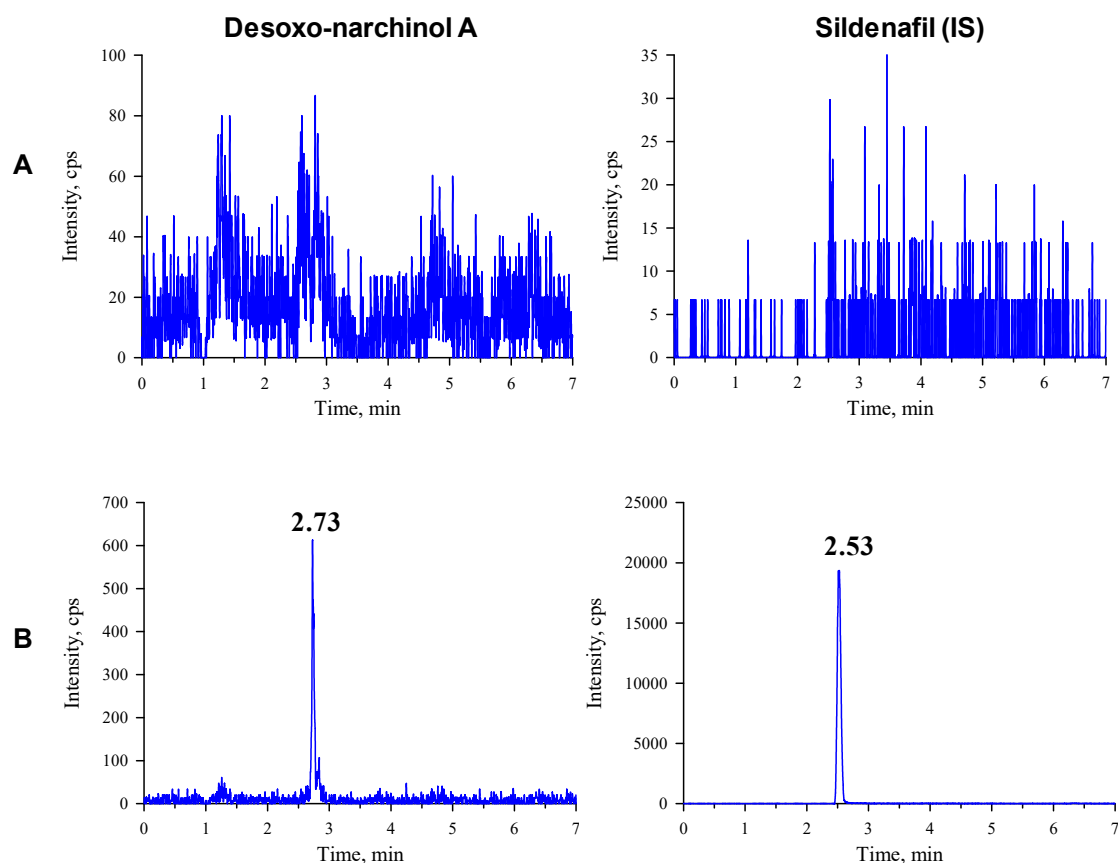 Desoxo-narchinol A
Sildenafil (IS)
A
Intensity, cps
100
80
60
40
20
0
0 1 2 3 4 5 6 7
Time, min
Intensity, cps
35
30
25
20
15
10
5
0
0 1 2 3 4 5 6 7
Time, min
B
Intensity, cps
700
600
500
400
300
200
100
0
2.73
0 1 2 3 4 5 6 7
Time, min
Intensity, cps
25000
20000
15000
10000
5000
0
2.53
0 1 2 3 4 5 6 7
Time, min